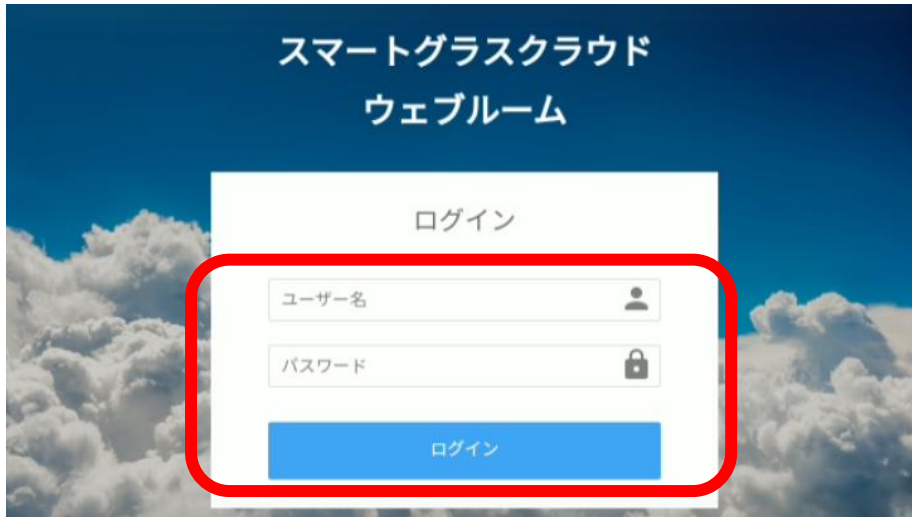 スマートグラスクラウド
ウェブルーム
ログイン
ユーザー名
パスワード
ログイン